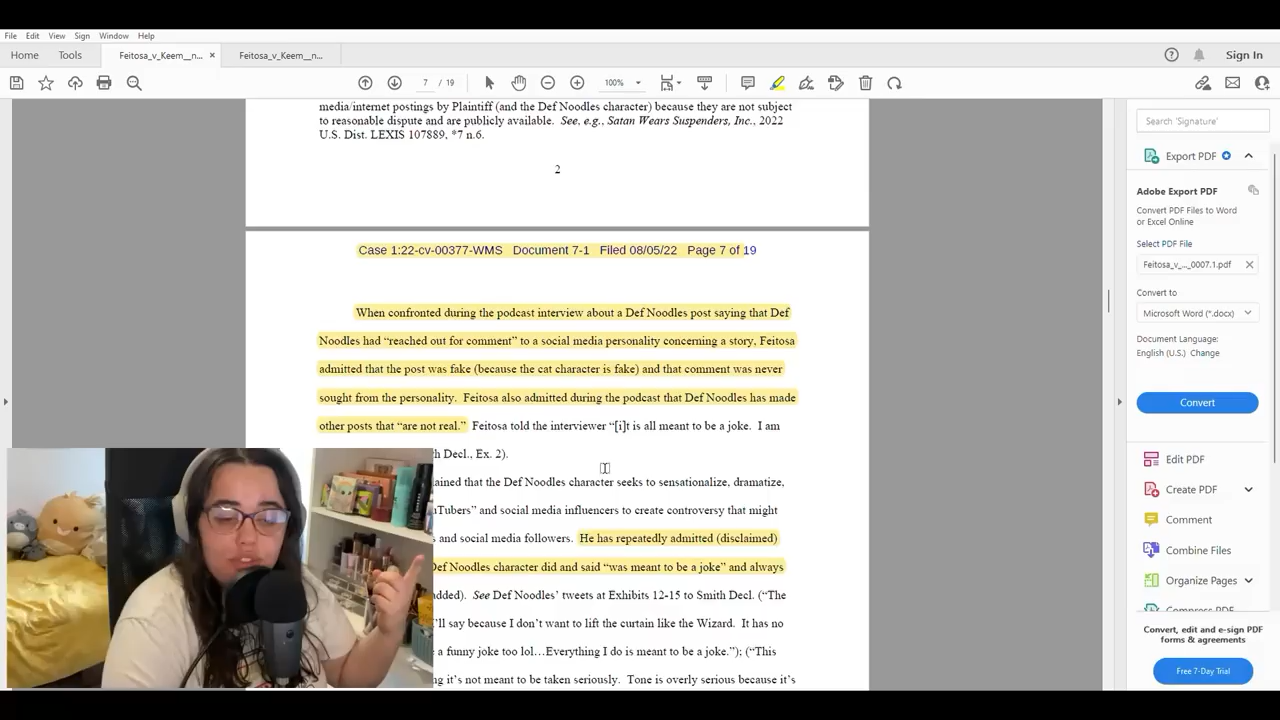 File Edit View Sign Window Help
Home Tools Feitosa_v_Keem__n... × Feitosa_v_Keem__n... Sign In
7 / 19 100%
media/internet postings by Plaintiff (and the Def Noodles character) because they are not subject
to reasonable dispute and are publicly available. See, e.g., Satan Wears Suspenders, Inc., 2022
U.S. Dist. LEXIS 107889, *7 n.6.
2
Case 1:22-cv-00377-WMS Document 7-1 Filed 08/05/22 Page 7 of 19
When confronted during the podcast interview about a Def Noodles post saying that Def
Noodles had “reached out for comment” to a social media personality concerning a story, Feitosa
admitted that the post was fake (because the cat character is fake) and that comment was never
sought from the personality. Feitosa also admitted during the podcast that Def Noodles has made
other posts that “are not real.” Feitosa told the interviewer “[i]t is all meant to be a joke. I am
h Decl., Ex. 2).
ained that the Def Noodles character seeks to sensationalize, dramatize,
uTubers” and social media influencers to create controversy that might
s and social media followers. He has repeatedly admitted (disclaimed)
Def Noodles character did and said “was meant to be a joke” and always
added). See Def Noodles’ tweets at Exhibits 12-15 to Smith Decl. (“The
’ll say because I don’t want to lift the curtain like the Wizard. It has no
a funny joke too lol…Everything I do is meant to be a joke.”); (“This
ng it’s not meant to be taken seriously. Tone is overly serious because it’s
Search 'Signature'
Export PDF
Adobe Export PDF
Convert PDF Files to Word
or Excel Online
Select PDF File
Feitosa_v_..._0007.1.pdf
Convert to
Microsoft Word (*.docx)
Document Language:
English (U.S.) Change
Convert
Edit PDF
Create PDF
Comment
Combine Files
Organize Pages
Compress PDF
Convert, edit and e-sign PDF
forms & agreements
Free 7-Day Trial